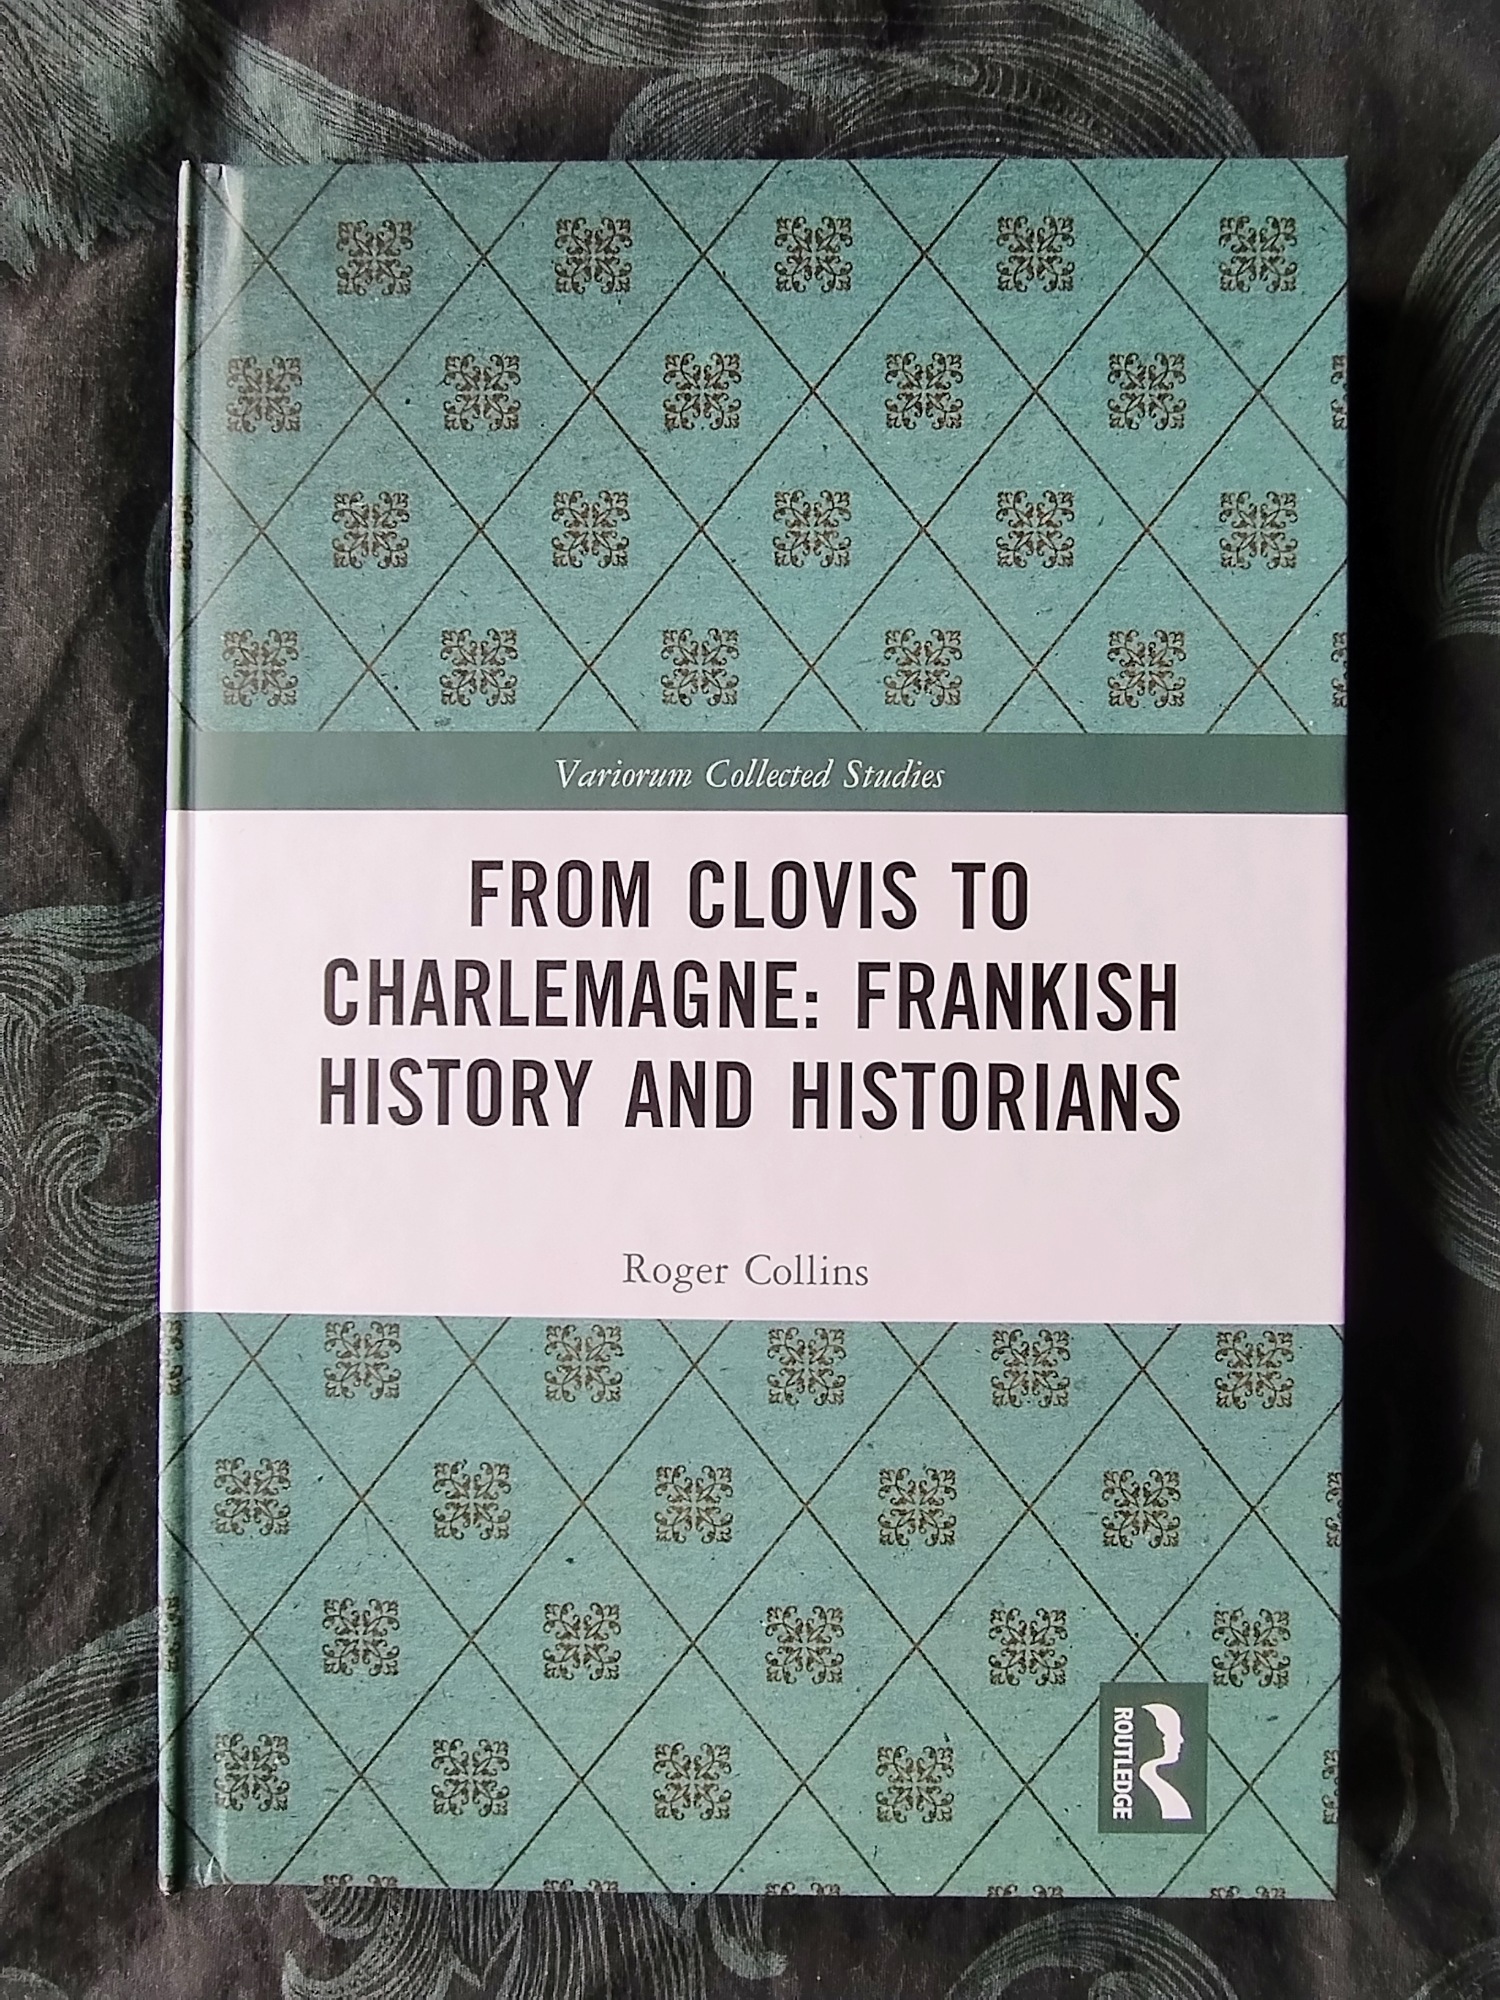 Variorum Collected Studies
FROM CLOVIS TO
CHARLEMAGNE: FRANKISH
HISTORY AND HISTORIANS
Roger Collins
ROUTLEDGE